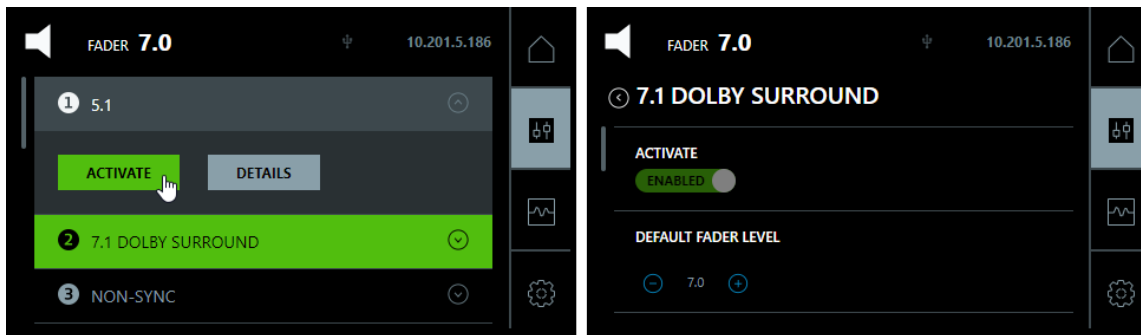 FADER 7.0 10.201.5.186
1 5.1
ACTIVATE DETAILS
2 7.1 DOLBY SURROUND
3 NON-SYNC
FADER 7.0 10.201.5.186
7.1 DOLBY SURROUND
ACTIVATE
ENABLED
DEFAULT FADER LEVEL
7.0